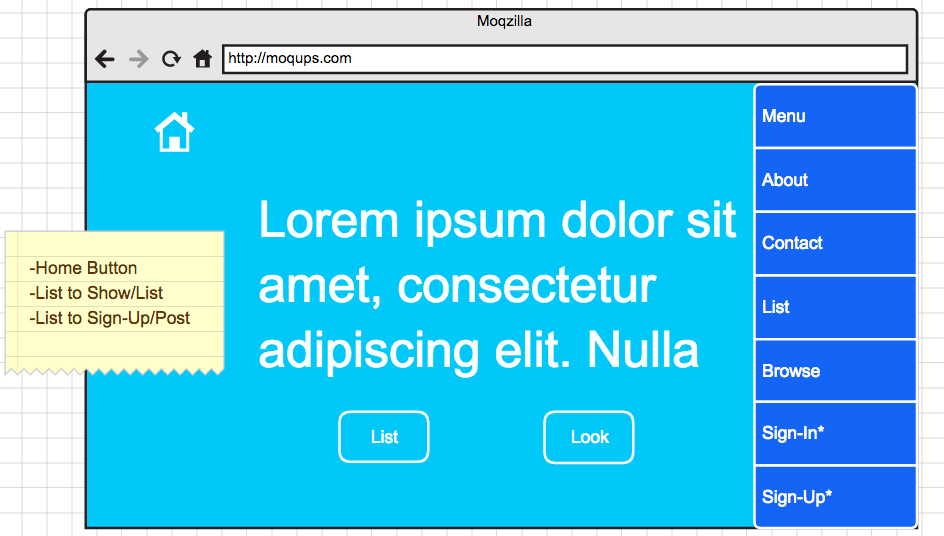 Moqzilla
http://moqups.com
Menu
About
Contact
List
Browse
Sign-In*
Sign-Up*
Lorem ipsum dolor sit
amet, consectetur
adipiscing elit. Nulla
List
Look
-Home Button
-List to Show/List
-List to Sign-Up/Post